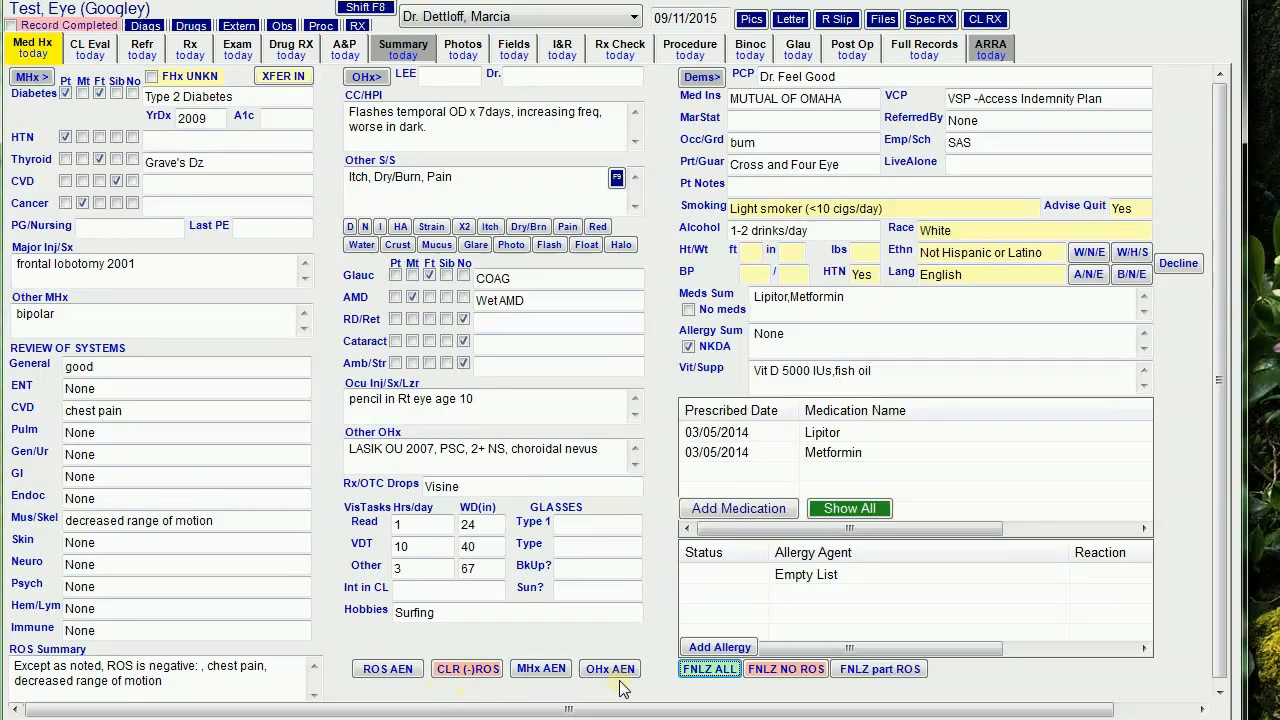 Test, Eye (Googley)
Shift F8
Dr. Dettloff, Marcia
09/11/2015
Pics
Letter
R Slip
Files
Spec RX
CL RX
Record Completed
Diags
Drugs
Extern
Obs
Proc
RX
Med Hx
today
CL Eval
today
Refr
today
Rx
today
Exam
today
Drug RX
today
A&P
today
Summary
today
Photos
today
Fields
today
I&R
today
Rx Check
today
Procedure
today
Binoc
today
Glau
today
Post Op
today
Full Records
today
ARRA
today
MHx >
Pt Mt Ft Sib No
FHx UNKN
XFER IN
Diabetes
Type 2 Diabetes
YrDx
2009
A1c
HTN
Thyroid
Grave's Dz
CVD
Cancer
PG/Nursing
Last PE
Major Inj/Sx
frontal lobotomy 2001
Other MHx
bipolar
REVIEW OF SYSTEMS
General
good
ENT
None
CVD
chest pain
Pulm
None
Gen/Ur
None
GI
None
Endoc
None
Mus/Skel
decreased range of motion
Skin
None
Neuro
None
Psych
None
Hem/Lym
None
Immune
None
ROS Summary
Except as noted, ROS is negative: , chest pain,
decreased range of motion
OHx>
LEE
Dr.
CC/HPI
Flashes temporal OD x 7days, increasing freq,
worse in dark.
Other S/S
Itch, Dry/Burn, Pain
F9
D
N
I
HA
Strain
X2
Itch
Dry/Brn
Pain
Red
Water
Crust
Mucus
Glare
Photo
Flash
Float
Halo
Pt Mt Ft Sib No
Glauc
COAG
AMD
Wet AMD
RD/Ret
Cataract
Amb/Str
Ocu Inj/Sx/Lzr
pencil in Rt eye age 10
Other OHx
LASIK OU 2007, PSC, 2+ NS, choroidal nevus
Rx/OTC Drops
Visine
VisTasks Hrs/day
WD(in)
GLASSES
Read
1
24
Type 1
VDT
10
40
Type
Other
3
67
BkUp?
Int in CL
Sun?
Hobbies
Surfing
ROS AEN
CLR (-)ROS
MHx AEN
OHx AEN
Dems>
PCP
Dr. Feel Good
Med Ins
MUTUAL OF OMAHA
VCP
VSP -Access Indemnity Plan
MarStat
ReferredBy
None
Occ/Grd
bum
Emp/Sch
SAS
Prt/Guar
Cross and Four Eye
LiveAlone
Pt Notes
Smoking
Light smoker (<10 cigs/day)
Advise Quit
Yes
Alcohol
1-2 drinks/day
Race
White
Ht/Wt
ft
in
lbs
Ethn
Not Hispanic or Latino
W/N/E
W/H/S
Decline
BP
/
HTN
Yes
Lang
English
A/N/E
B/N/E
Meds Sum
Lipitor,Metformin
No meds
Allergy Sum
None
NKDA
Vit/Supp
Vit D 5000 IUs,fish oil
Prescribed Date
Medication Name
03/05/2014
Lipitor
03/05/2014
Metformin
Add Medication
Show All
Status
Allergy Agent
Reaction
Empty List
Add Allergy
FNLZ ALL
FNLZ NO ROS
FNLZ part ROS